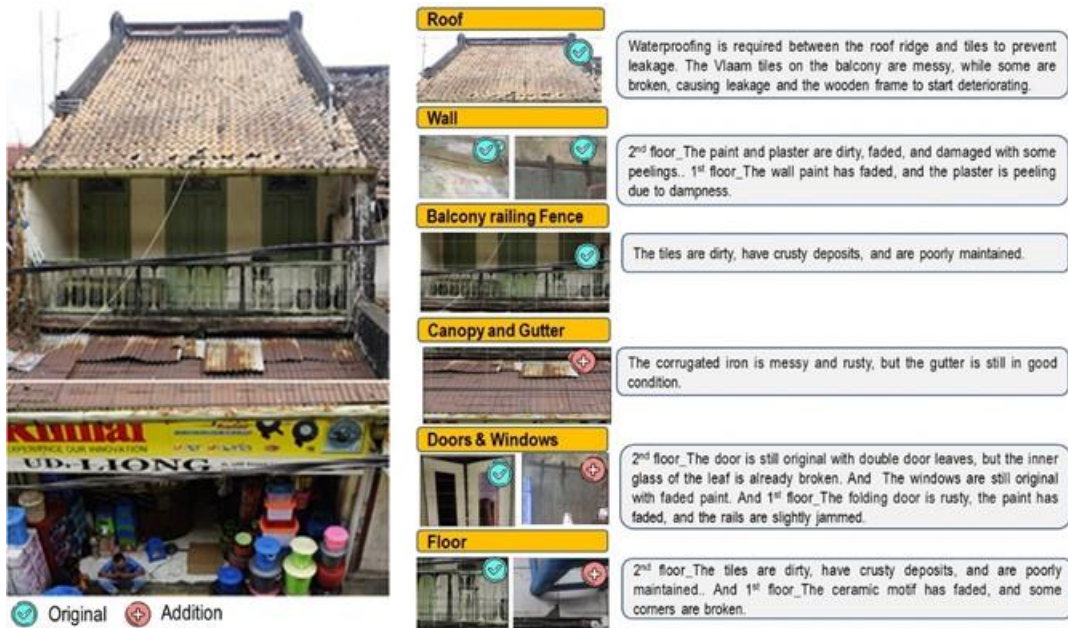 Roof
Waterproofing is required between the roof ridge and tiles to prevent
leakage. The Vlaam tiles on the balcony are messy, while some are
broken, causing leakage and the wooden frame to start deteriorating.
Wall
2nd floor_The paint and plaster are dirty, faded, and damaged with some
peelings.. 1st floor_The wall paint has faded, and the plaster is peeling
due to dampness.
Balcony railing Fence
The tiles are dirty, have crusty deposits, and are poorly maintained.
Canopy and Gutter
The corrugated iron is messy and rusty, but the gutter is still in good
condition.
Doors & Windows
2nd floor_The door is still original with double door leaves, but the inner
glass of the leaf is already broken. And The windows are still original
with faded paint. And 1st floor_The folding door is rusty, the paint has
faded, and the rails are slightly jammed.
Floor
2nd floor_The tiles are dirty, have crusty deposits, and are poorly
maintained.. And 1st floor_The ceramic motif has faded, and some
corners are broken.
EXPERIENCE OUR INNOVATION
UD. LIONG
Original
Addition